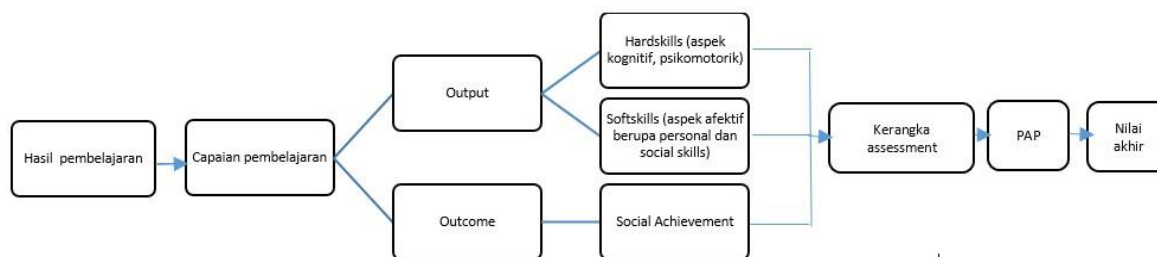 Hasil pembelajaran
Capaian pembelajaran
Output
Outcome
Hardskills (aspek
kognitif, psikomotorik)
Softskills (aspek afektif
berupa personal dan
social skills)
Social Achievement
Kerangka
assessment
PAP
Nilai
akhir